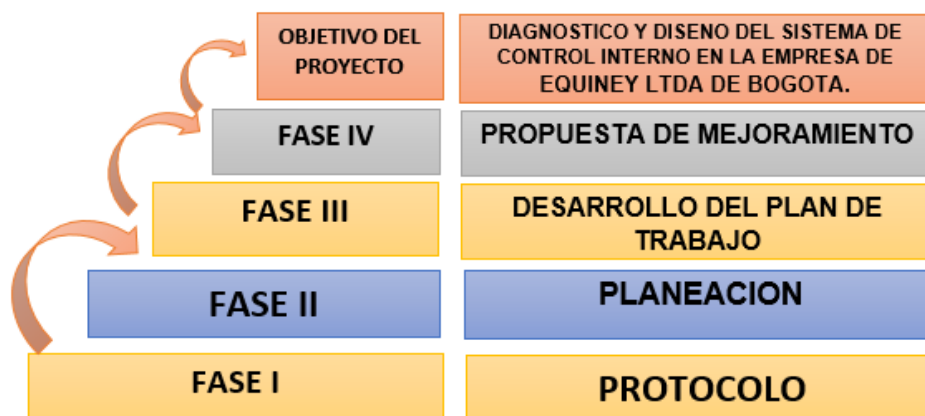 OBJETIVO DEL
PROYECTO
DIAGNOSTICO Y DISENO DEL SISTEMA DE
CONTROL INTERNO EN LA EMPRESA DE
EQUINEY LTDA DE BOGOTA.
FASE IV
PROPUESTA DE MEJORAMIENTO
FASE III
DESARROLLO DEL PLAN DE
TRABAJO
FASE II
PLANEACION
FASE I
PROTOCOLO